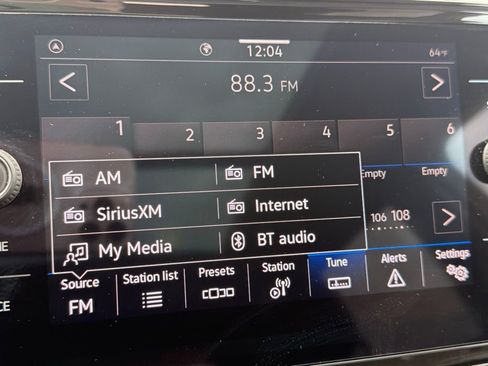 12:04
64°F
88.3 FM
1 2 3 4 5 6
Empty Empty
AM FM
SiriusXM Internet
My Media BT audio
106 108
Source Station list Presets Station Tune Alerts Settings
FM